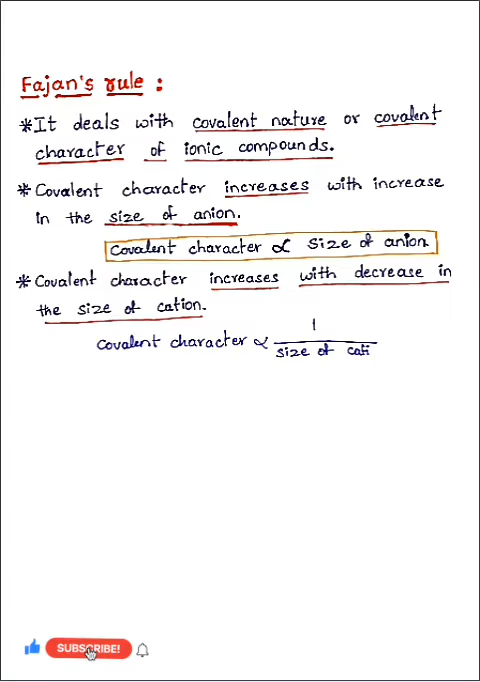 Fajan's rule :
*It deals with covalent nature or covalent
character of ionic compounds.
* Covalent character increases with increase
in the size of anion.
Covalent character ∝ size of anion
* Covalent character increases with decrease in
the size of cation.
Covalent character ∝ 1
size of cati
SUBSCRIBE!